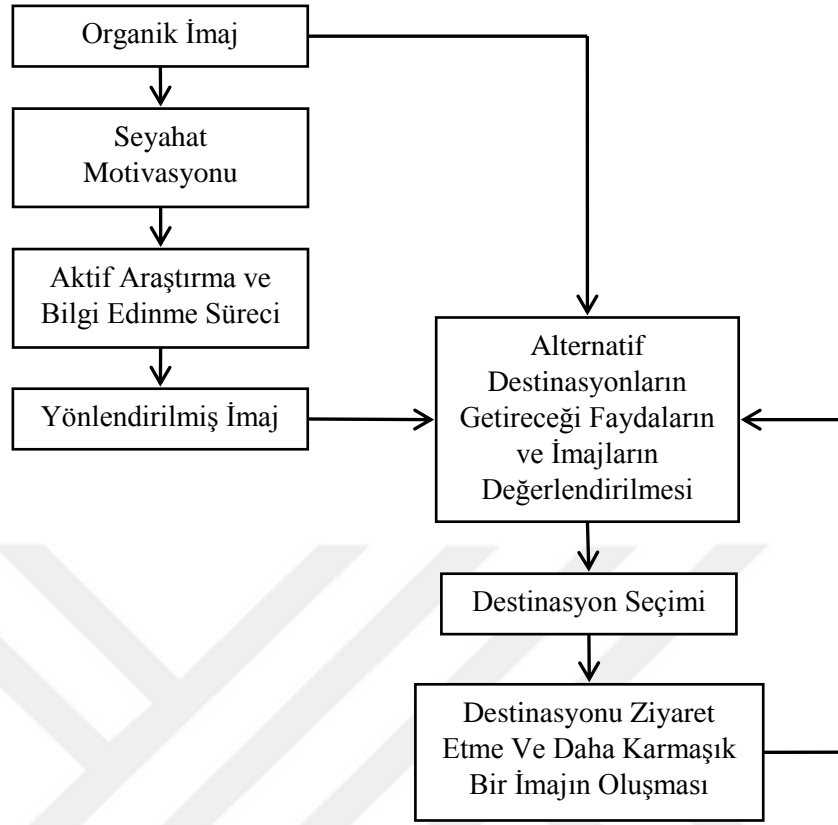 Organik İmaj
Seyahat
Motivasyonu
Aktif Araştırma ve
Bilgi Edinme Süreci
Yönlendirilmiş İmaj
Alternatif
Destinasyonların
Getireceği Faydaların
ve İmajların
Değerlendirilmesi
Destinasyon Seçimi
Destinasyonu Ziyaret
Etme Ve Daha Karmaşık
Bir İmajın Oluşması